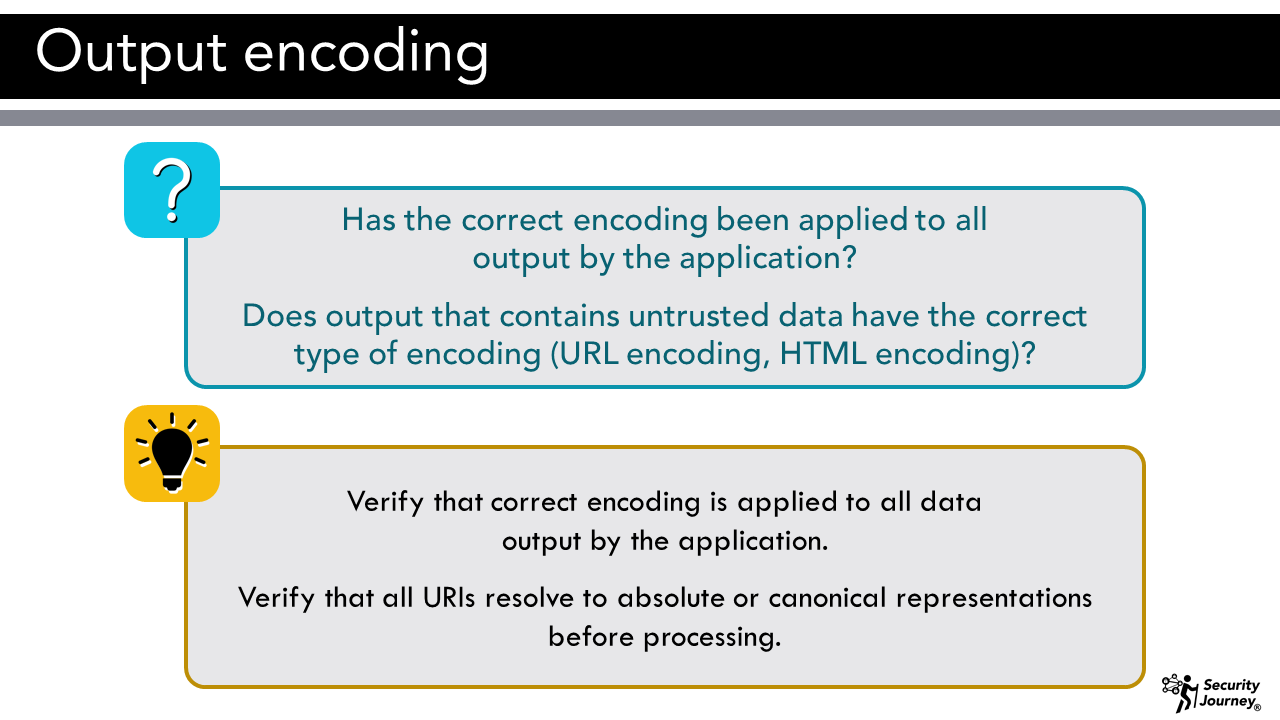 Output encoding
?
Has the correct encoding been applied to all
output by the application?
Does output that contains untrusted data have the correct
type of encoding (URL encoding, HTML encoding)?
Verify that correct encoding is applied to all data
output by the application.
Verify that all URIs resolve to absolute or canonical representations
before processing.
Security
Journey®